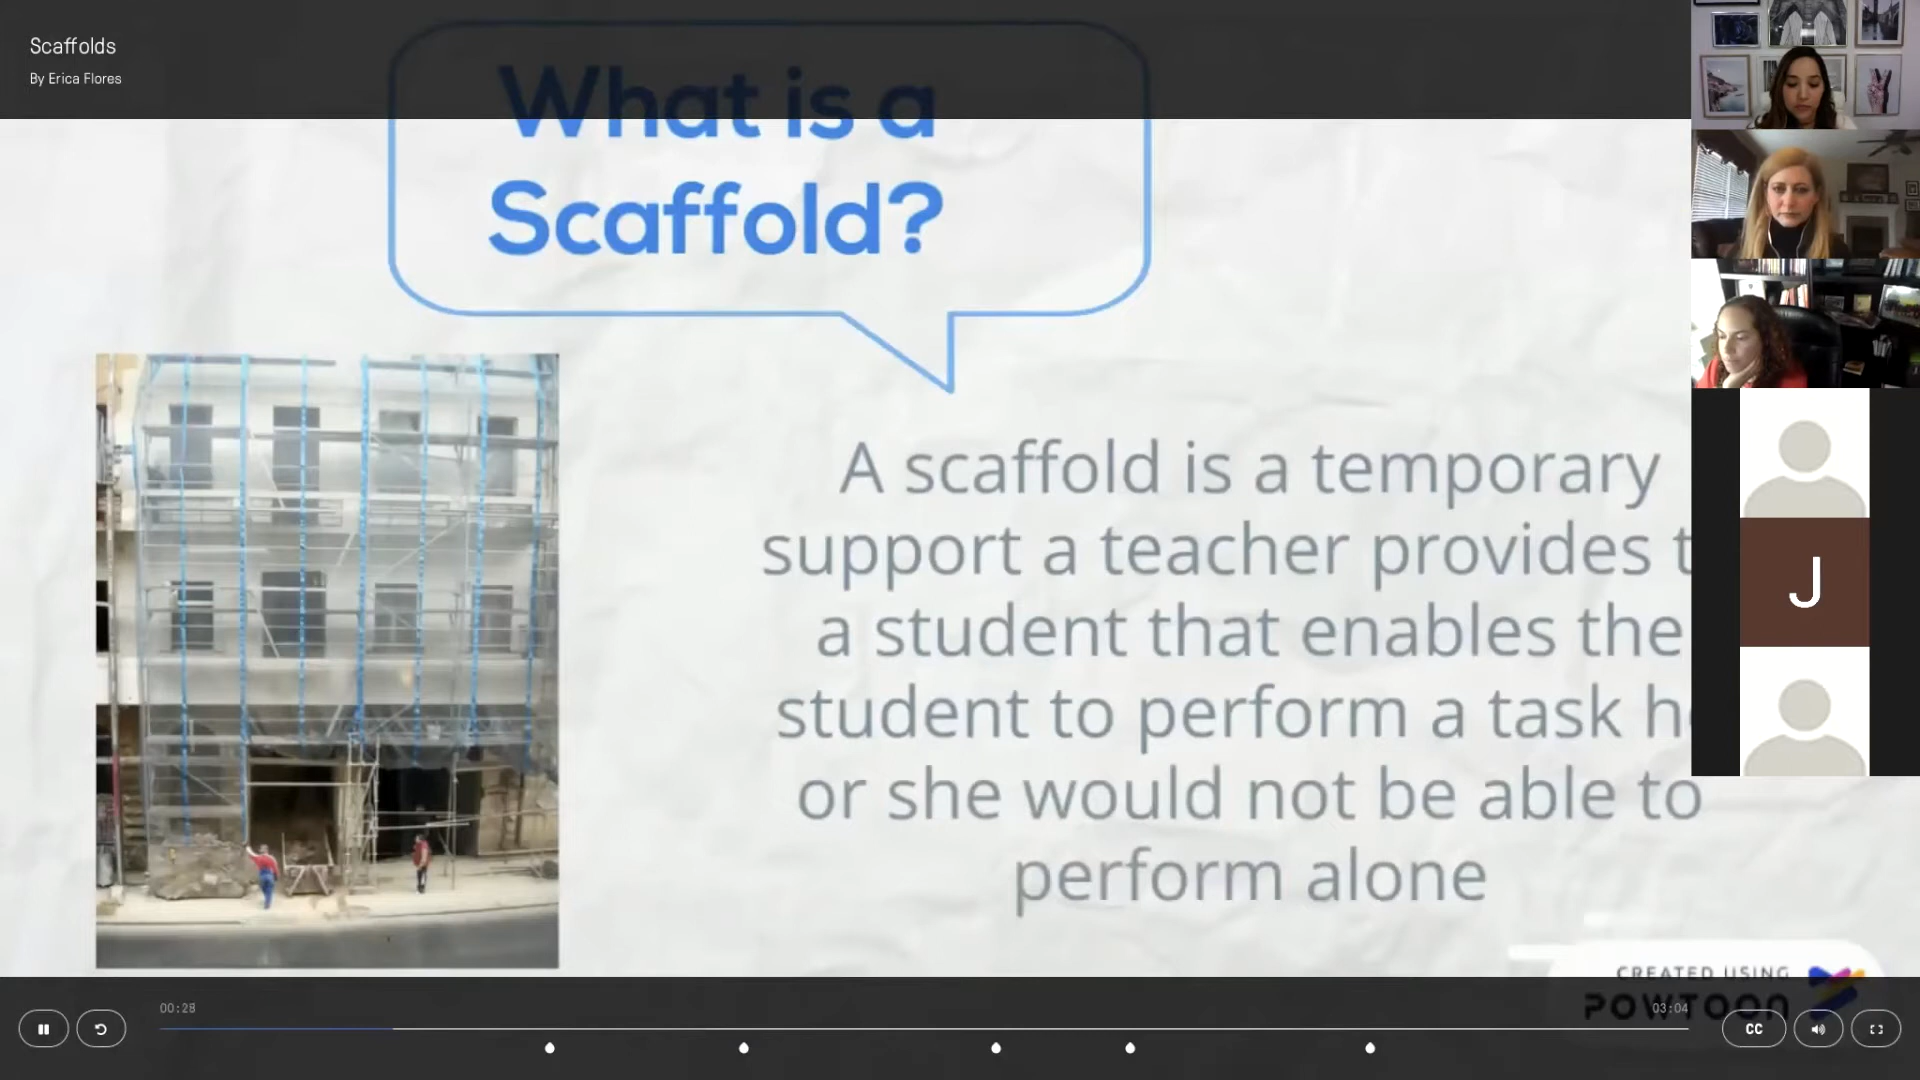 Scaffolds
By Erica Flores
What is a
Scaffold?
A scaffold is a temporary
support a teacher provides t
a student that enables the
student to perform a task h
or she would not be able to
perform alone
J
CREATED USING
POWTOON
00:28
03:04
CC